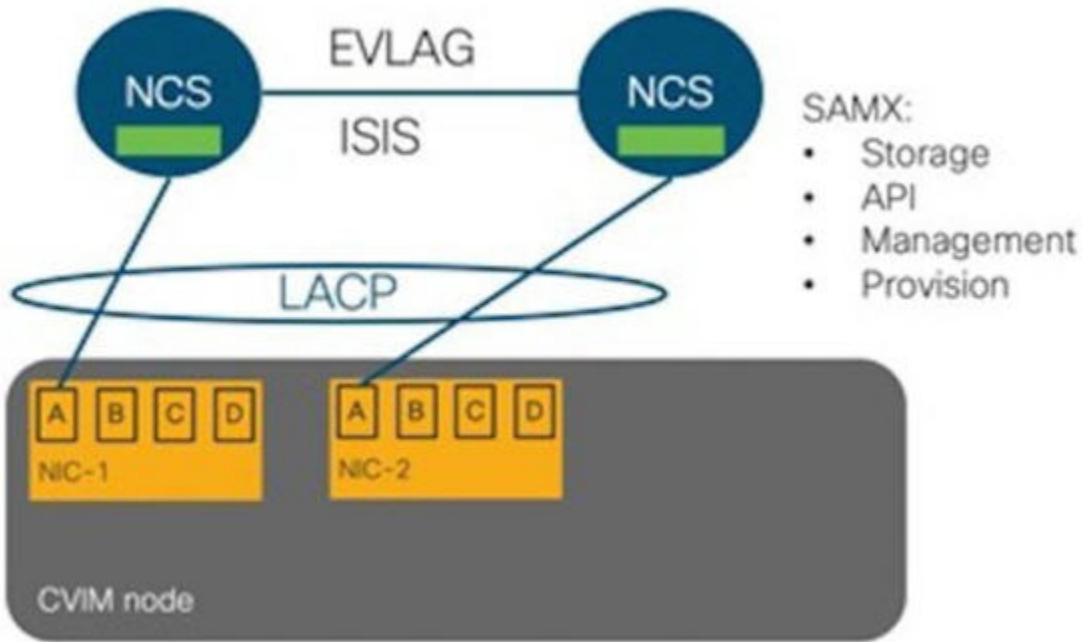 EVLAG
NCS
NCS
ISIS
SAMX:
• Storage
• API
• Management
• Provision
LACP
A B C D
NIC-1
A B C D
NIC-2
CVIM node